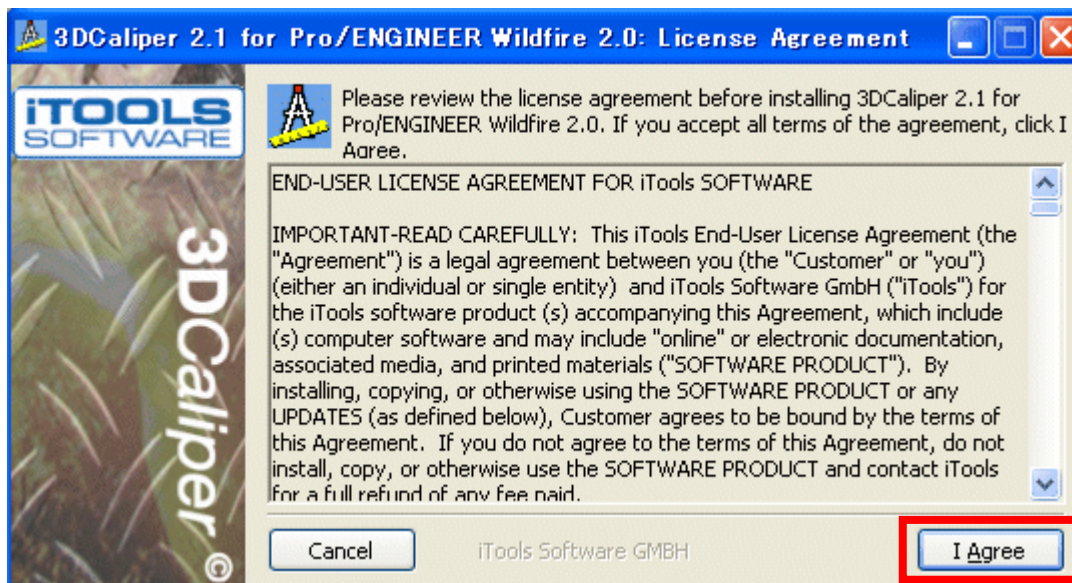 3DCaliper 2.1 for Pro/ENGINEER Wildfire 2.0: License Agreement
iTOOLS
SOFTWARE
3DCaliper ©
Please review the license agreement before installing 3DCaliper 2.1 for
Pro/ENGINEER Wildfire 2.0. If you accept all terms of the agreement, click I
Agree.
END-USER LICENSE AGREEMENT FOR iTools SOFTWARE
IMPORTANT-READ CAREFULLY:  This iTools End-User License Agreement (the
"Agreement") is a legal agreement between you (the "Customer" or "you")
(either an individual or single entity)  and iTools Software GmbH ("iTools") for
the iTools software product (s) accompanying this Agreement, which include
(s) computer software and may include "online" or electronic documentation,
associated media, and printed materials ("SOFTWARE PRODUCT").  By
installing, copying, or otherwise using the SOFTWARE PRODUCT or any
UPDATES (as defined below), Customer agrees to be bound by the terms of
this Agreement.  If you do not agree to the terms of this Agreement, do not
install, copy, or otherwise use the SOFTWARE PRODUCT and contact iTools
for a full refund of any fee paid.
Cancel
iTools Software GMBH
I Agree